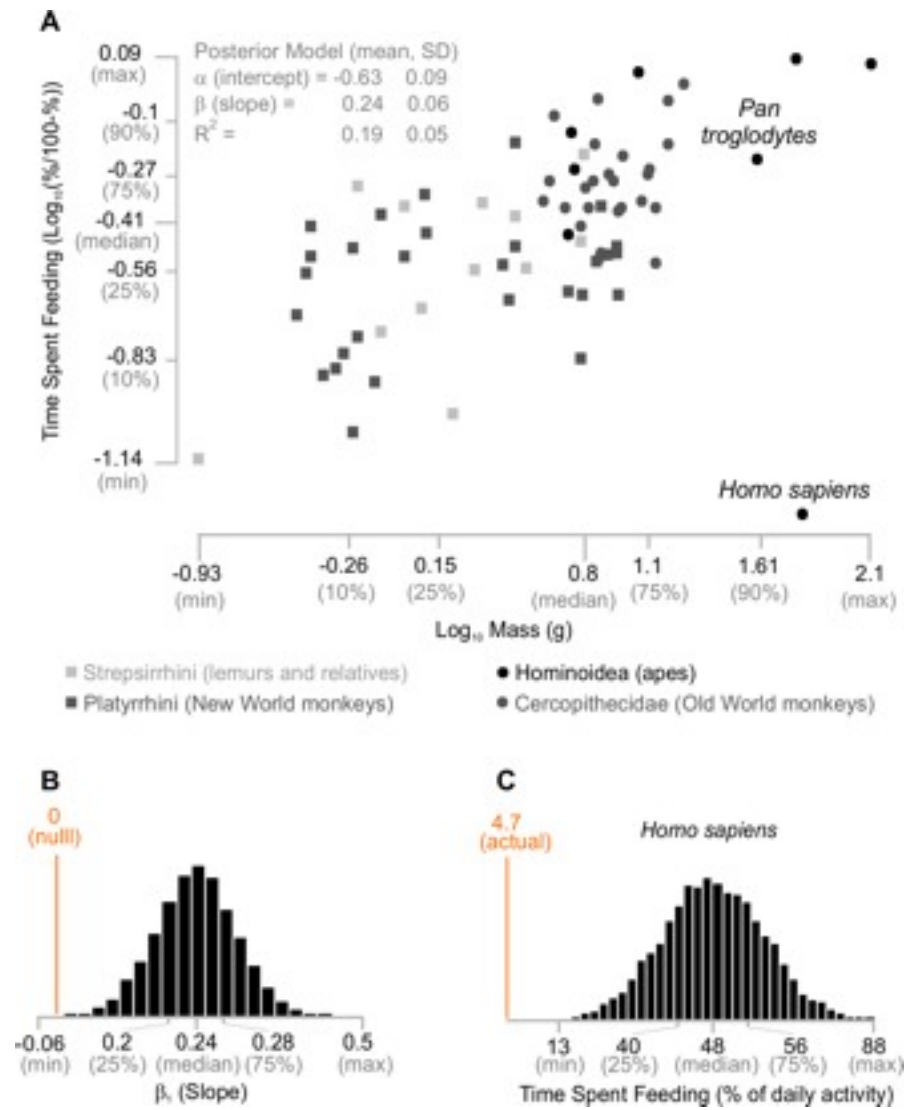 A
Time Spent Feeding (Log₁₀(%/100-%))
0.09
(max)
-0.1
(90%)
-0.27
(75%)
-0.41
(median)
-0.56
(25%)
-0.83
(10%)
-1.14
(min)
Posterior Model (mean, SD)
α (intercept) = -0.63 0.09
β (slope) = 0.24 0.06
R² = 0.19 0.05
Pan
troglodytes
Homo sapiens
-0.93 -0.26 0.15 0.8 1.1 1.61 2.1
(min) (10%) (25%) (median) (75%) (90%) (max)
Log₁₀ Mass (g)
Strepsirrhini (lemurs and relatives) Hominoidea (apes)
Platyrrhini (New World monkeys) Cercopithecidae (Old World monkeys)
B
0
(nulll)
-0.06 0.2 0.24 0.28 0.5
(min) (25%) (median) (75%) (max)
β₁ (Slope)
C
4.7
(actual)
Homo sapiens
13 40 48 56 88
(min) (25%) (median) (75%) (max)
Time Spent Feeding (% of daily activity)